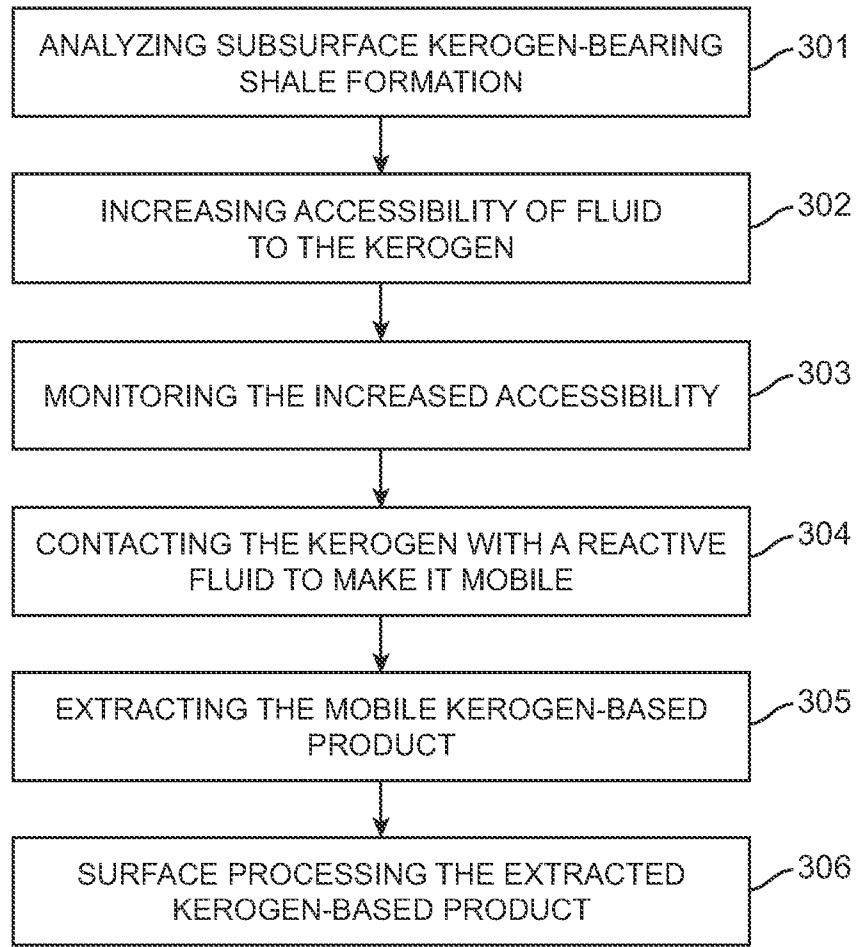 ANALYZING SUBSURFACE KEROGEN-BEARING
SHALE FORMATION
301
INCREASING ACCESSIBILITY OF FLUID
TO THE KEROGEN
302
MONITORING THE INCREASED ACCESSIBILITY
303
CONTACTING THE KEROGEN WITH A REACTIVE
FLUID TO MAKE IT MOBILE
304
EXTRACTING THE MOBILE KEROGEN-BASED
PRODUCT
305
SURFACE PROCESSING THE EXTRACTED
KEROGEN-BASED PRODUCT
306